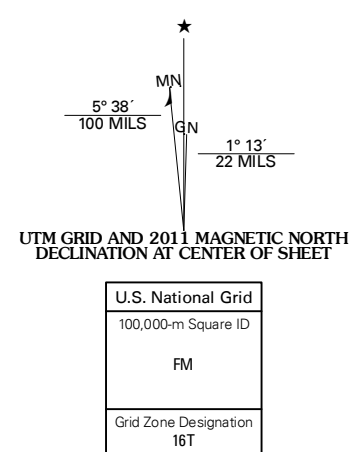 MN
5° 38´
100 MILS
GN
1° 13´
22 MILS
UTM GRID AND 2011 MAGNETIC NORTH
DECLINATION AT CENTER OF SHEET
U.S. National Grid
100,000-m Square ID
FM
Grid Zone Designation
16T